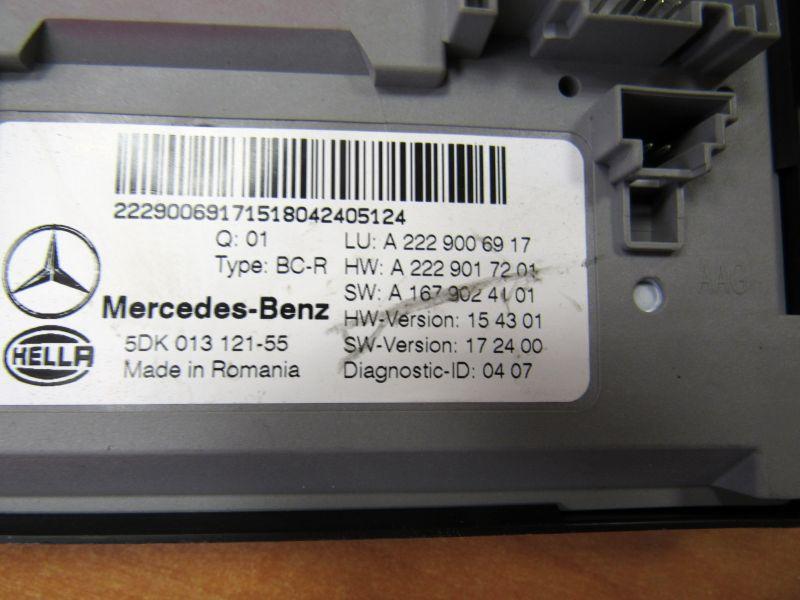 22290069171518042405124
Q: 01 LU: A 222 900 69 17
Type: BC-R HW: A 222 901 72 01
SW: A 167 902 41 01
Mercedes-Benz HW-Version: 15 43 01
HELLA 5DK 013 121-55 SW-Version: 17 24 00
Made in Romania Diagnostic-ID: 04 07
AAG